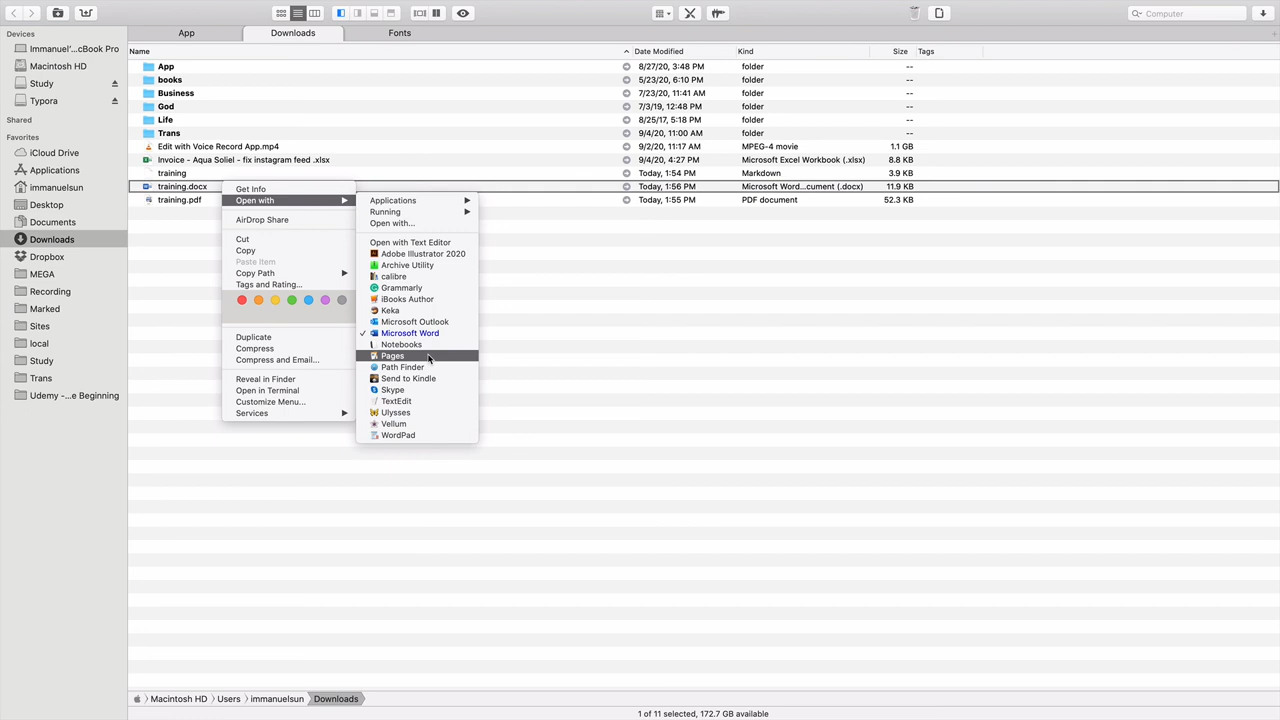 Computer
App
Downloads
Fonts
Devices
Immanuel'...cBook Pro
Macintosh HD
Study
Typora
Shared
Favorites
iCloud Drive
Applications
immanuelsun
Desktop
Documents
Downloads
Dropbox
MEGA
Recording
Marked
Sites
local
Study
Trans
Udemy -...e Beginning
Name Date Modified Kind Size Tags
App 8/27/20, 3:48 PM folder --
books 5/23/20, 6:10 PM folder --
Business 7/23/20, 11:41 AM folder --
God 7/3/19, 12:48 PM folder --
Life 8/25/17, 5:18 PM folder --
Trans 9/4/20, 11:00 AM folder --
Edit with Voice Record App.mp4 9/2/20, 11:17 AM MPEG-4 movie 1.1 GB
Invoice - Aqua Soliel - fix instagram feed .xlsx 9/4/20, 4:27 PM Microsoft Excel Workbook (.xlsx) 8.8 KB
training Today, 1:54 PM Markdown 3.9 KB
training.docx Today, 1:56 PM Microsoft Word...cument (.docx) 11.9 KB
training.pdf Today, 1:55 PM PDF document 52.3 KB
Get Info
Open with
AirDrop Share
Cut
Copy
Paste Item
Copy Path
Tags and Rating...
Duplicate
Compress
Compress and Email...
Reveal in Finder
Open in Terminal
Customize Menu...
Services
Applications
Running
Open with...
Open with Text Editor
Adobe Illustrator 2020
Archive Utility
calibre
Grammarly
iBooks Author
Keka
Microsoft Outlook
✓ Microsoft Word
Notebooks
Pages
Path Finder
Send to Kindle
Skype
TextEdit
Ulysses
Vellum
WordPad
Macintosh HD Users immanuelsun Downloads
1 of 11 selected, 172.7 GB available